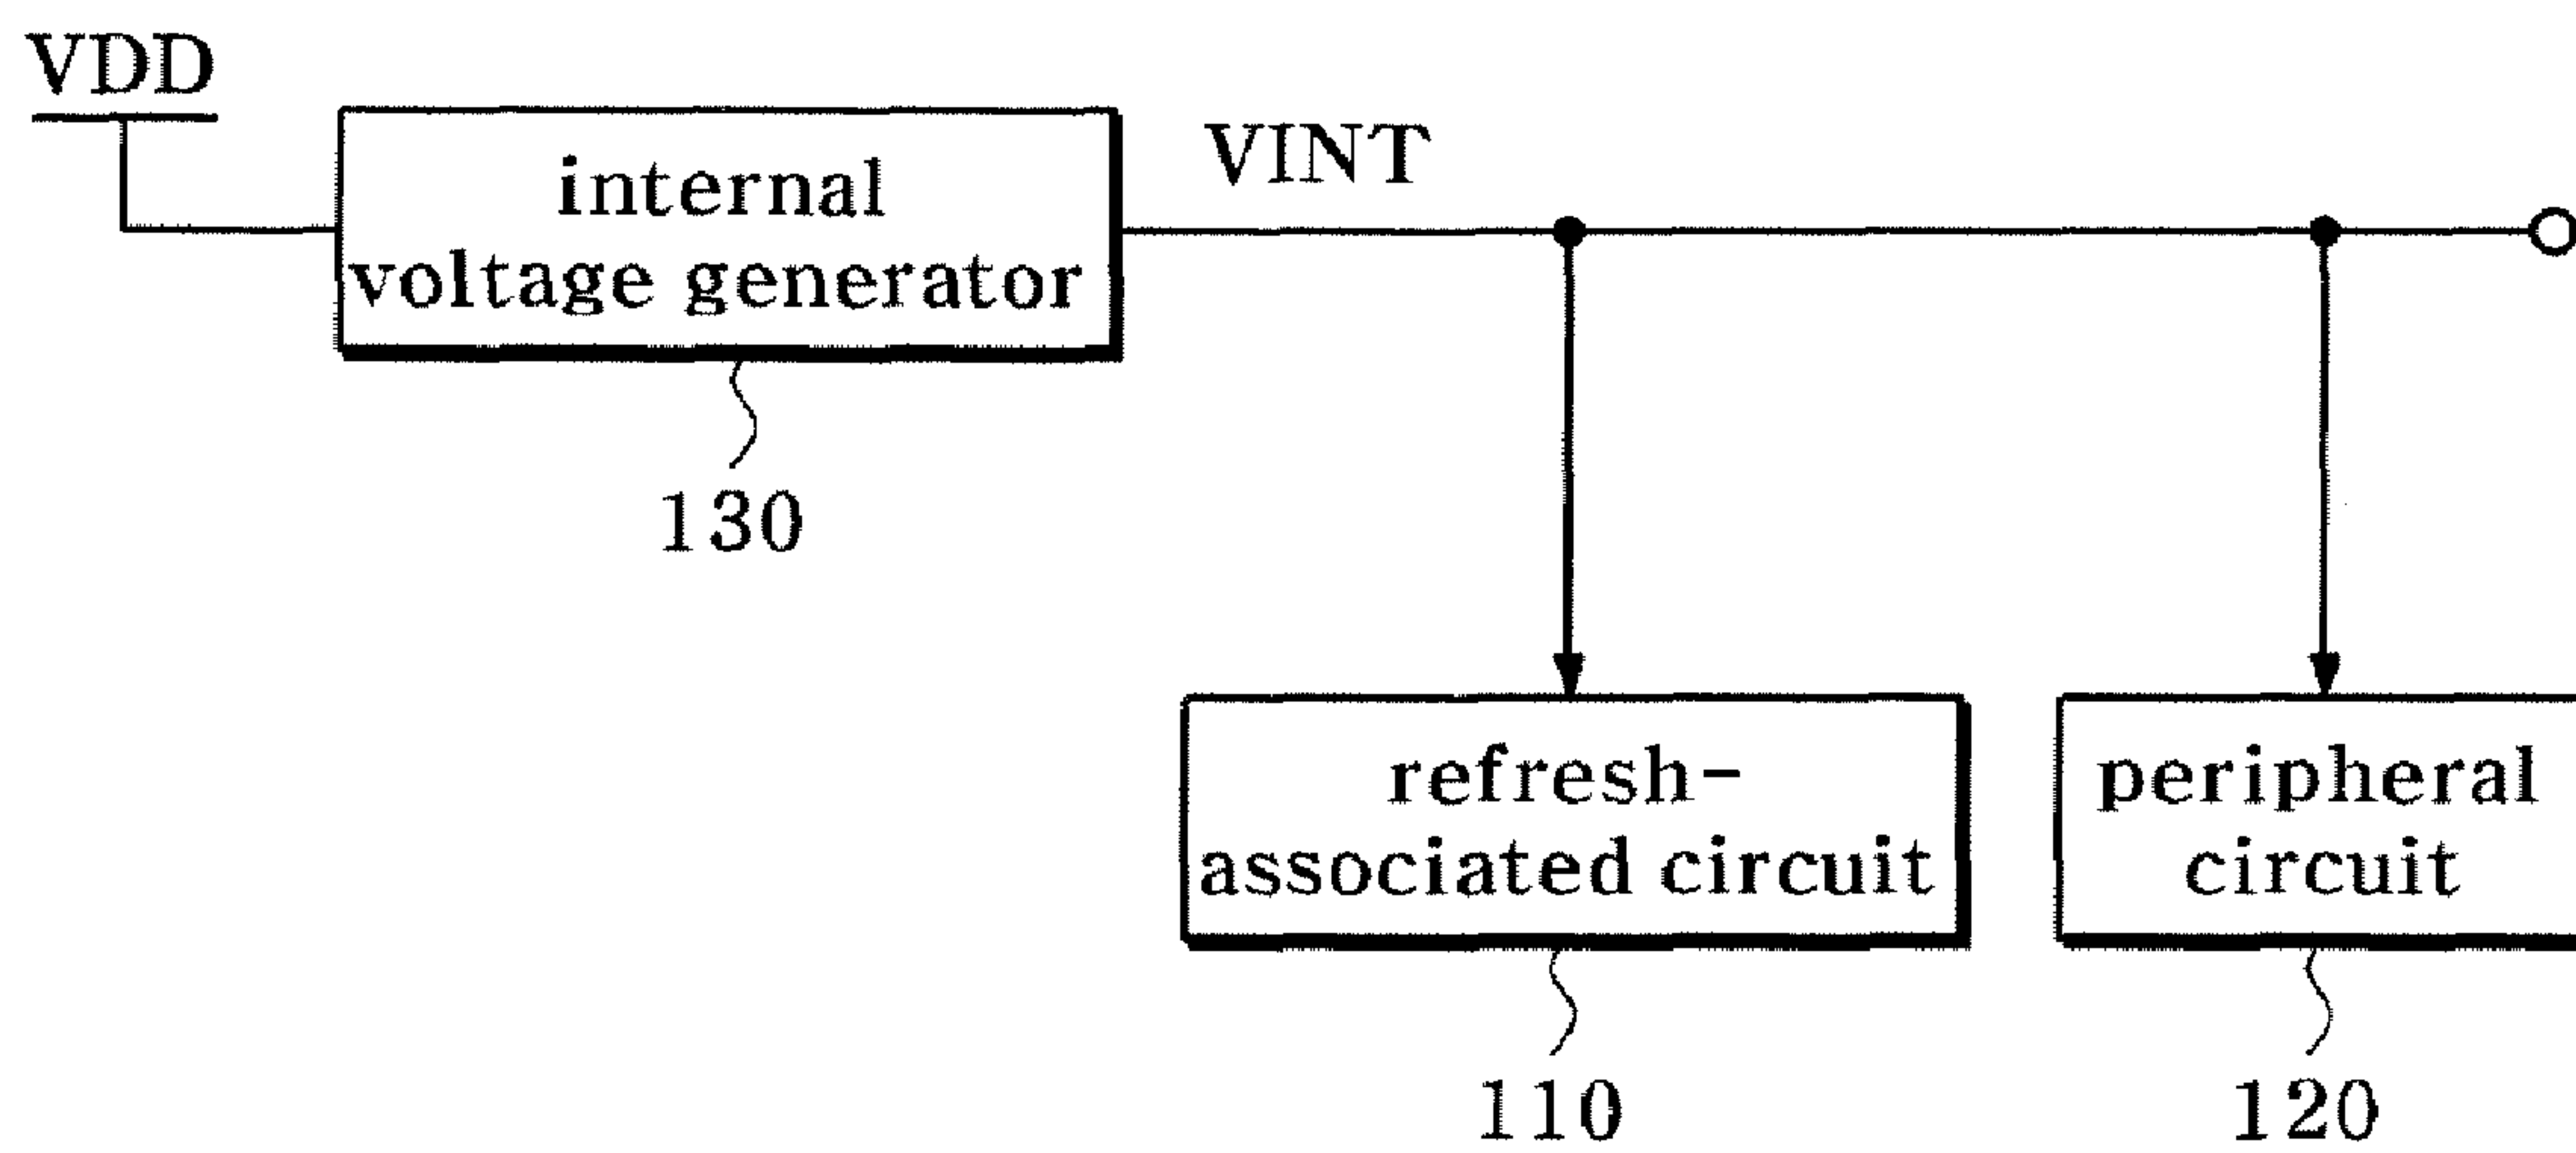 VDD
internal
voltage generator
VINT
130
refresh-
associated circuit
peripheral
circuit
110
120